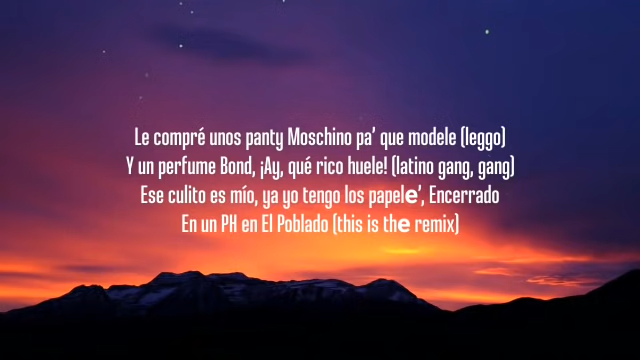 Le compré unos panty Moschino pa' que modele (leggo)
Y un perfume Bond, ¡Ay, qué rico huele! (latino gang, gang)
Ese culito es mío, ya yo tengo los papele', Encerrado
En un PH en El Poblado (this is the remix)